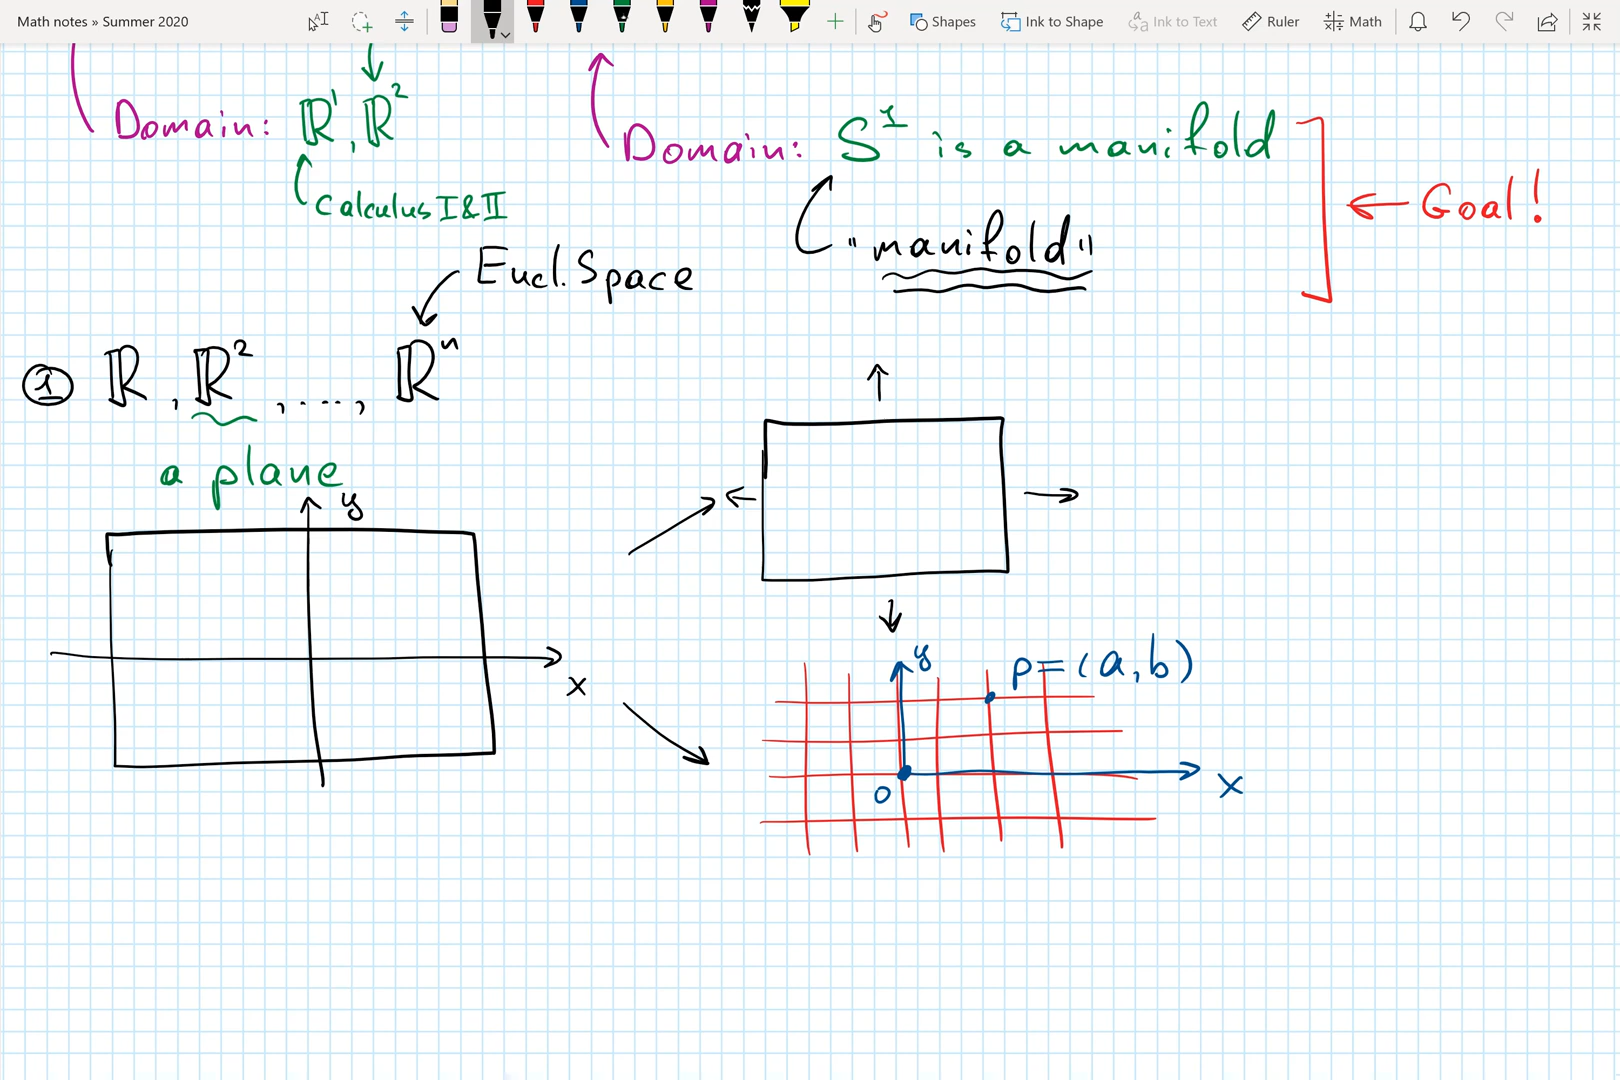 Math notes » Summer 2020
Shapes
Ink to Shape
Ink to Text
Ruler
Math
Domain: ℝ¹, ℝ²
Calculus I & II
Domain: S¹ is a manifold
"manifold"
Goal!
Eucl. Space
① ℝ, ℝ², ...., ℝⁿ
a plane
y
x
y
p=(a,b)
0
x